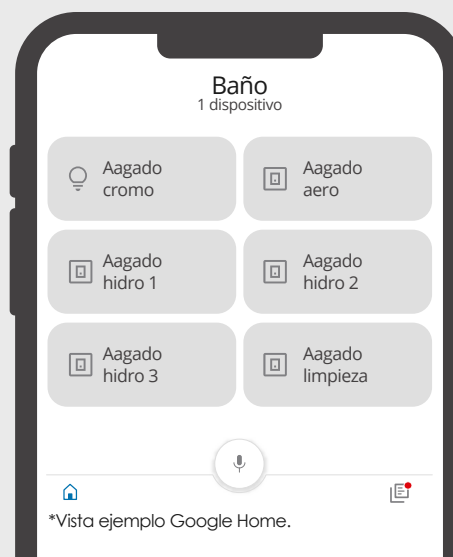 Baño
1 dispositivo
Aagado
cromo
Aagado
aero
Aagado
hidro 1
Aagado
hidro 2
Aagado
hidro 3
Aagado
limpieza
*Vista ejemplo Google Home.